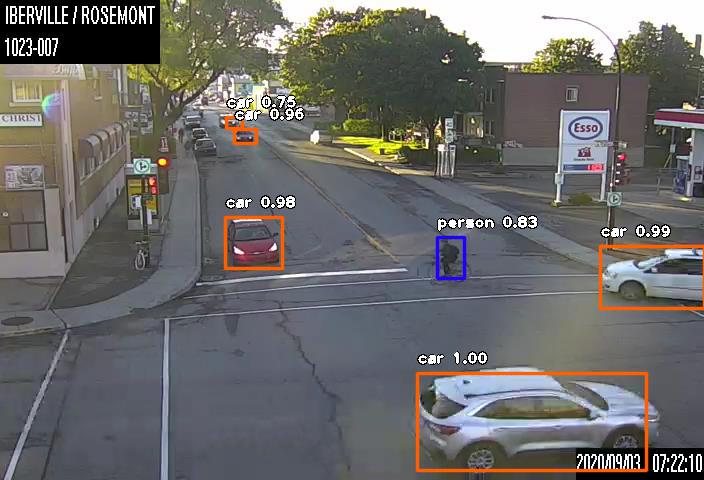 IBERVILLE / ROSEMONT
1023-007
car 0.75
car 0.96
CHRIST
car 0.98
person 0.83
Esso
car 0.99
car 1.00
2020/09/03 07:22:10